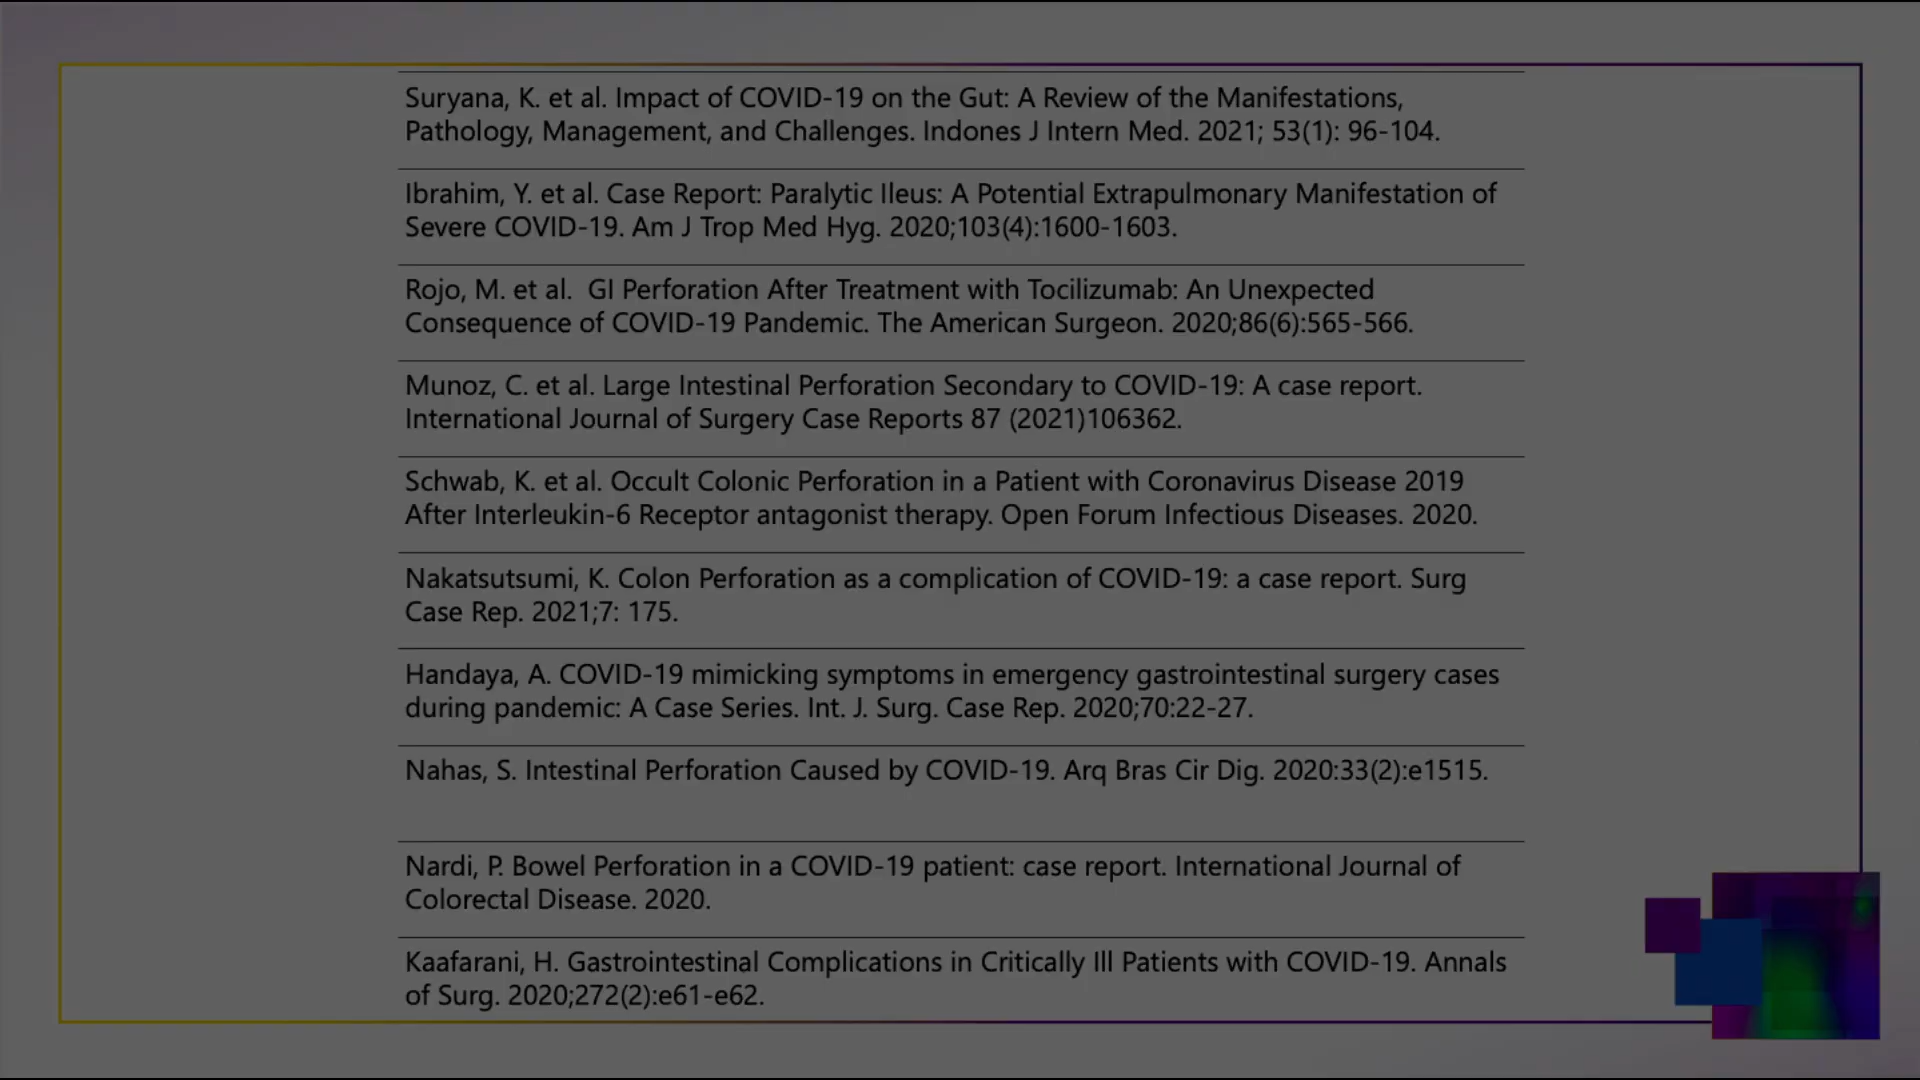 Suryana, K. et al. Impact of COVID-19 on the Gut: A Review of the Manifestations,
Pathology, Management, and Challenges. Indones J Intern Med. 2021; 53(1): 96-104.
Ibrahim, Y. et al. Case Report: Paralytic Ileus: A Potential Extrapulmonary Manifestation of
Severe COVID-19. Am J Trop Med Hyg. 2020;103(4):1600-1603.
Rojo, M. et al.  GI Perforation After Treatment with Tocilizumab: An Unexpected
Consequence of COVID-19 Pandemic. The American Surgeon. 2020;86(6):565-566.
Munoz, C. et al. Large Intestinal Perforation Secondary to COVID-19: A case report.
International Journal of Surgery Case Reports 87 (2021)106362.
Schwab, K. et al. Occult Colonic Perforation in a Patient with Coronavirus Disease 2019
After Interleukin-6 Receptor antagonist therapy. Open Forum Infectious Diseases. 2020.
Nakatsutsumi, K. Colon Perforation as a complication of COVID-19: a case report. Surg
Case Rep. 2021;7: 175.
Handaya, A. COVID-19 mimicking symptoms in emergency gastrointestinal surgery cases
during pandemic: A Case Series. Int. J. Surg. Case Rep. 2020;70:22-27.
Nahas, S. Intestinal Perforation Caused by COVID-19. Arq Bras Cir Dig. 2020:33(2):e1515.
Nardi, P. Bowel Perforation in a COVID-19 patient: case report. International Journal of
Colorectal Disease. 2020.
Kaafarani, H. Gastrointestinal Complications in Critically Ill Patients with COVID-19. Annals
of Surg. 2020;272(2):e61-e62.